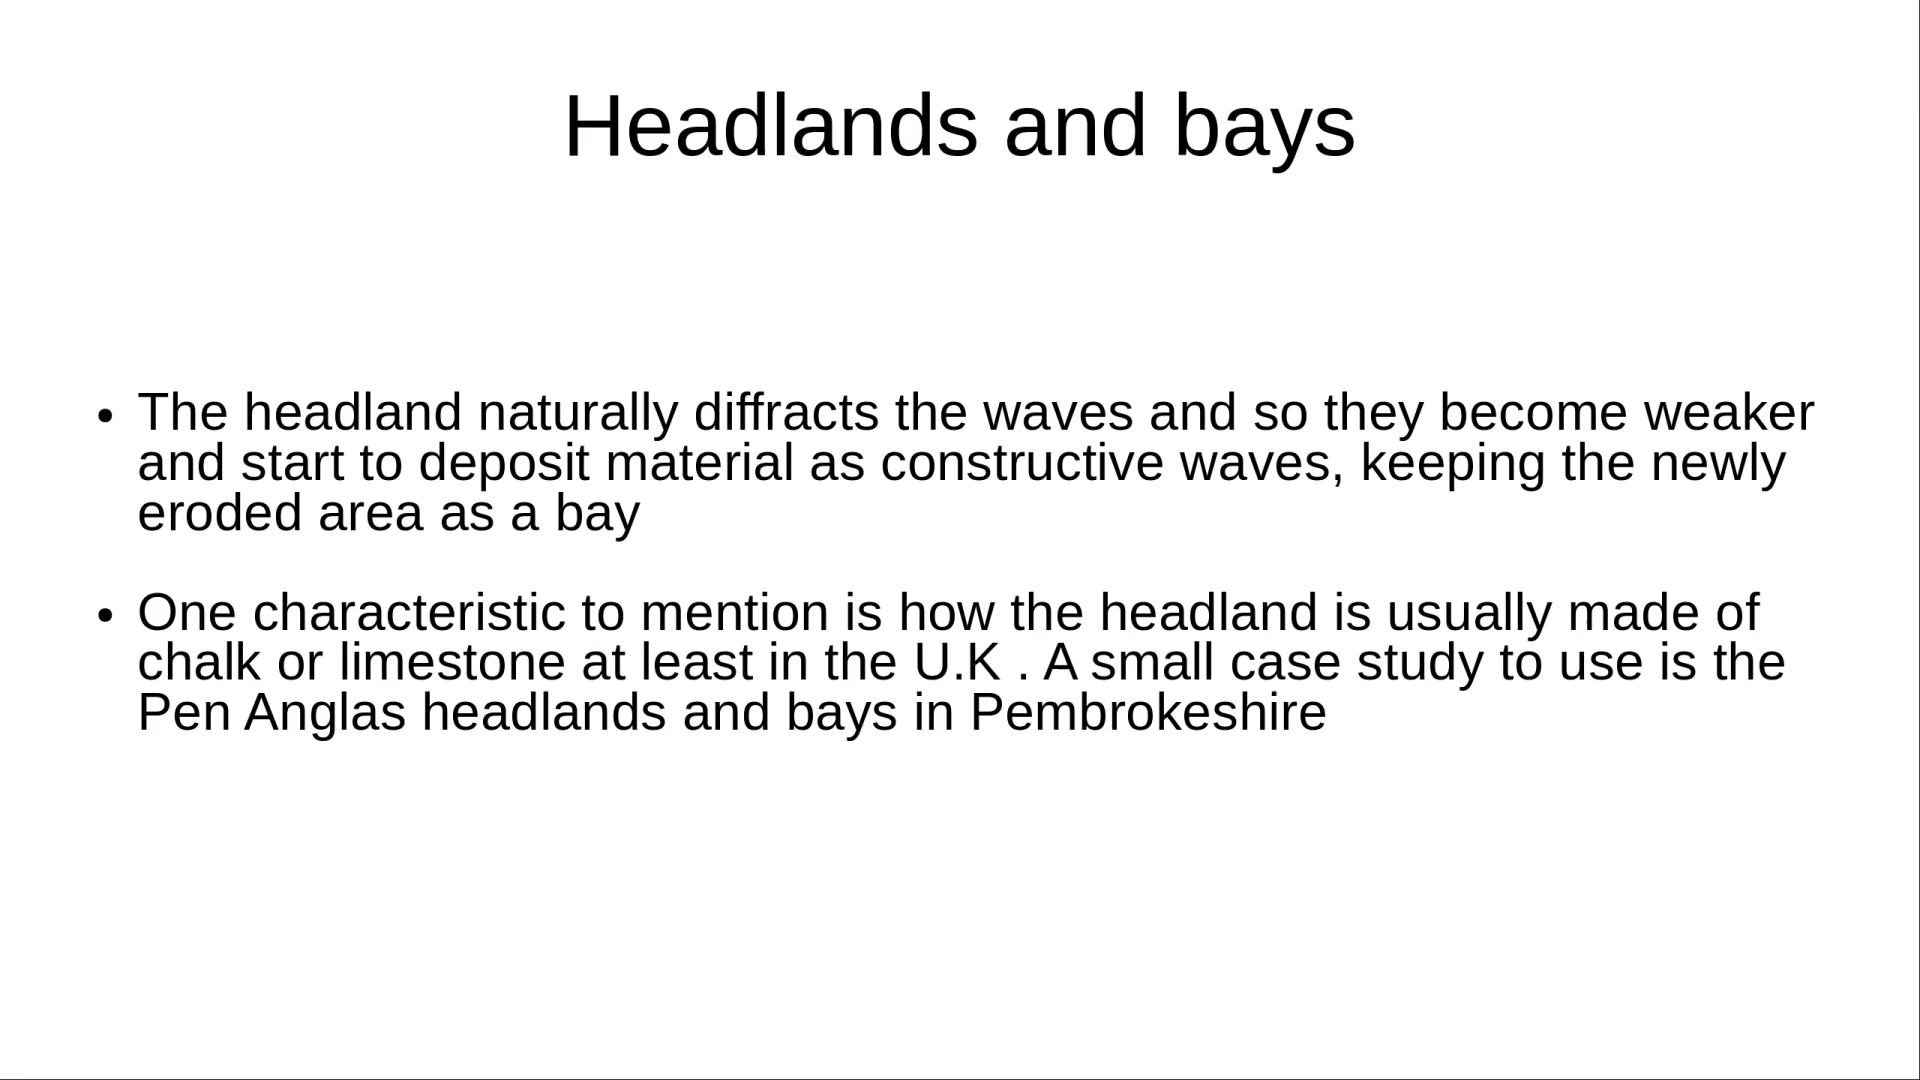 Headlands and bays
• The headland naturally diffracts the waves and so they become weaker
and start to deposit material as constructive waves, keeping the newly
eroded area as a bay
• One characteristic to mention is how the headland is usually made of
chalk or limestone at least in the U.K . A small case study to use is the
Pen Anglas headlands and bays in Pembrokeshire